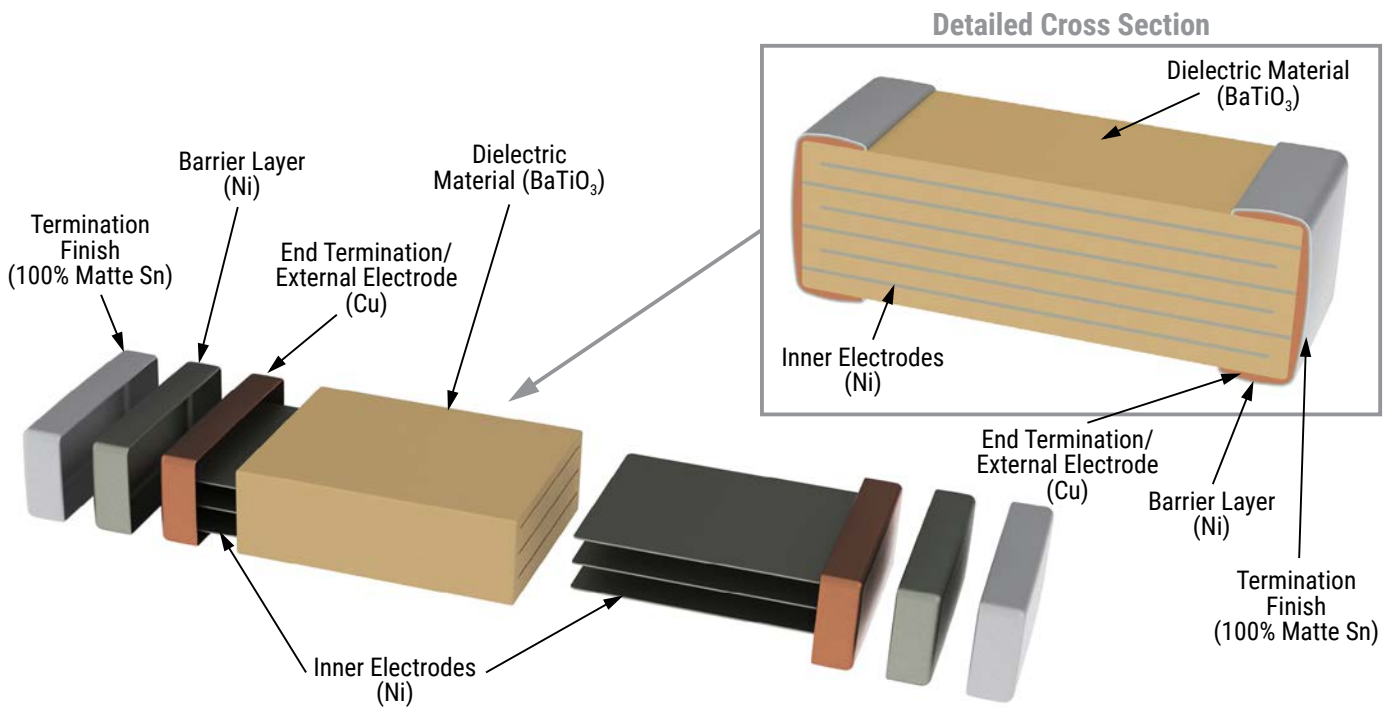 Detailed Cross Section
Dielectric Material
(BaTiO₃)
Inner Electrodes
(Ni)
End Termination/
External Electrode
(Cu)
Barrier Layer
(Ni)
Termination
Finish
(100% Matte Sn)
Termination
Finish
(100% Matte Sn)
Barrier Layer
(Ni)
End Termination/
External Electrode
(Cu)
Dielectric
Material (BaTiO₃)
Inner Electrodes
(Ni)